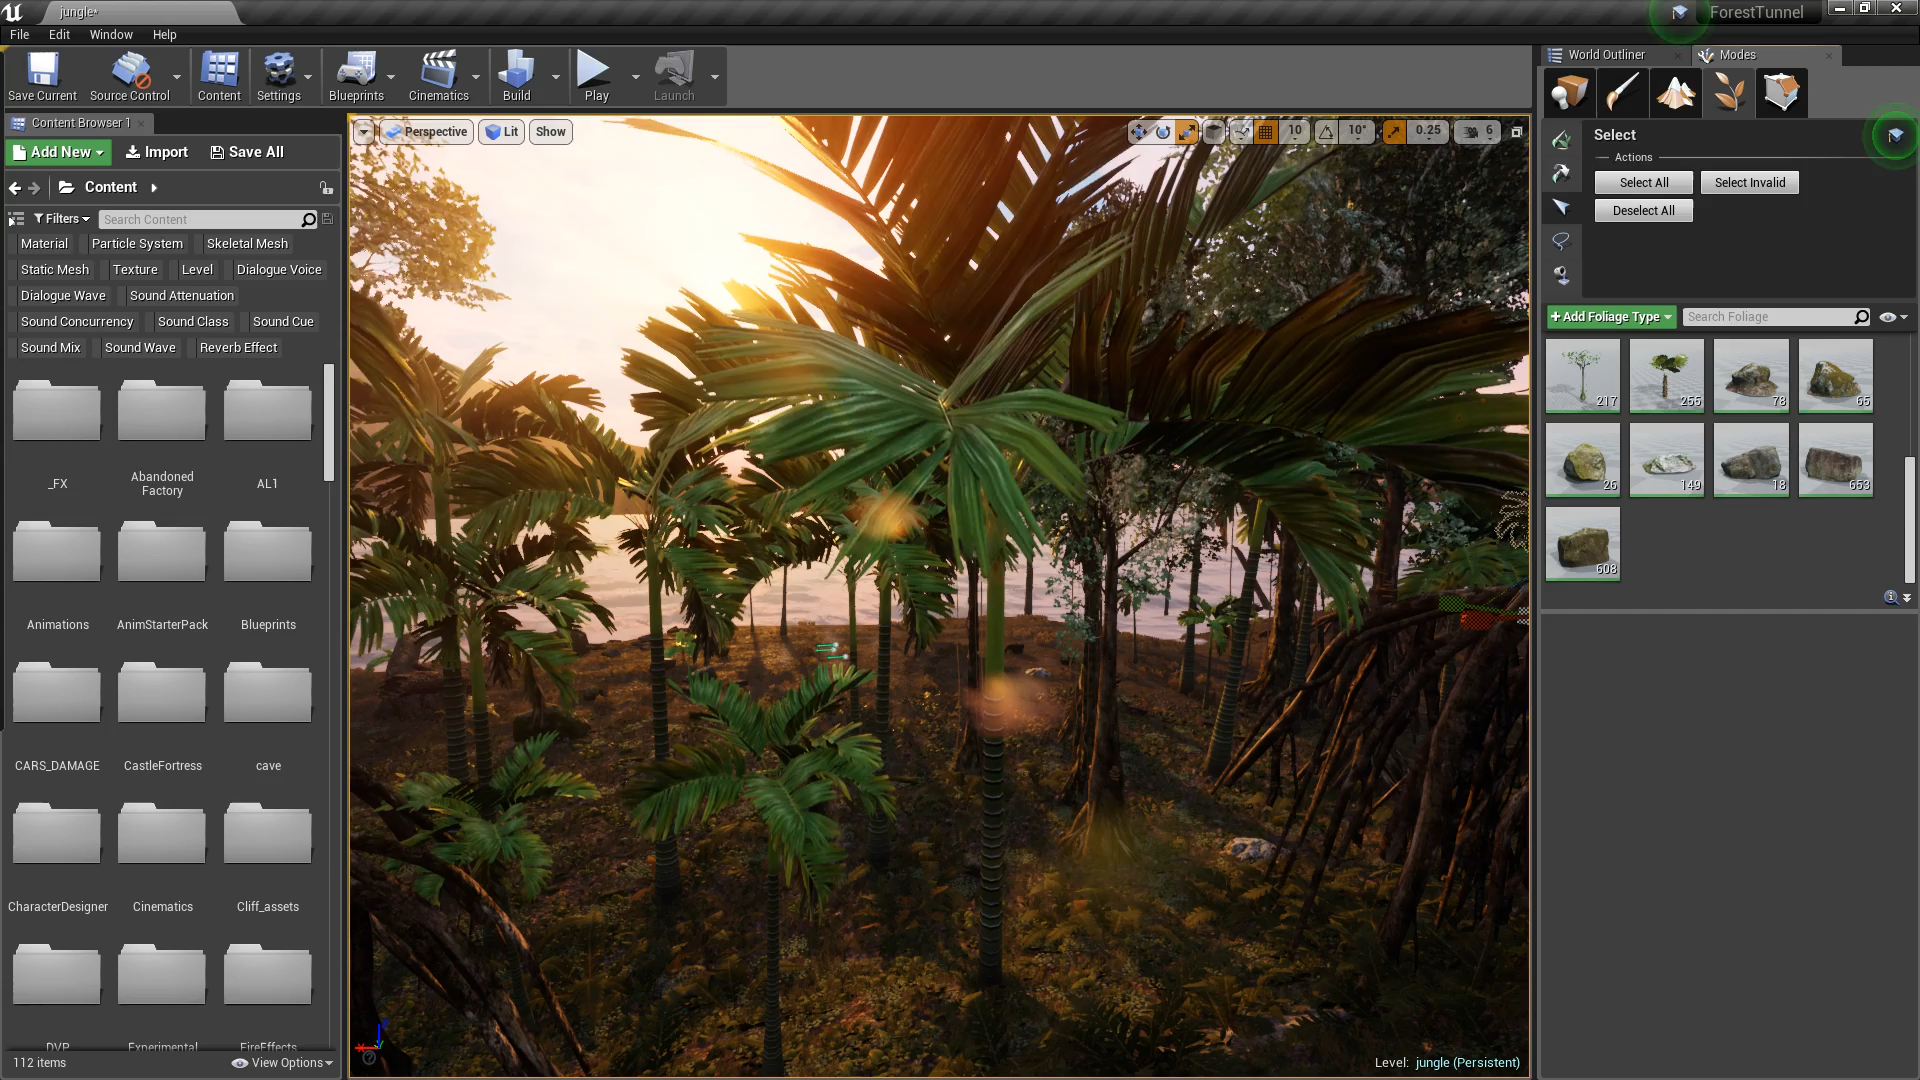 jungle*
ForestTunnel
File Edit Window Help
Save Current Source Control Content Settings Blueprints Cinematics Build Play Launch
World Outliner Modes
Content Browser 1
Add New Import Save All
Content
Filters Search Content
Material Particle System Skeletal Mesh
Static Mesh Texture Level Dialogue Voice
Dialogue Wave Sound Attenuation
Sound Concurrency Sound Class Sound Cue
Sound Mix Sound Wave Reverb Effect
_FX Abandoned Factory AL1
Animations AnimStarterPack Blueprints
CARS_DAMAGE CastleFortress cave
CharacterDesigner Cinematics Cliff_assets
DVP Experimental FireEffects
112 items View Options
Perspective Lit Show 10 10° 0.25 6
Level: jungle (Persistent)
Select
Actions
Select All Select Invalid
Deselect All
+Add Foliage Type Search Foliage
217 255 78 65
26 149 18 653
608